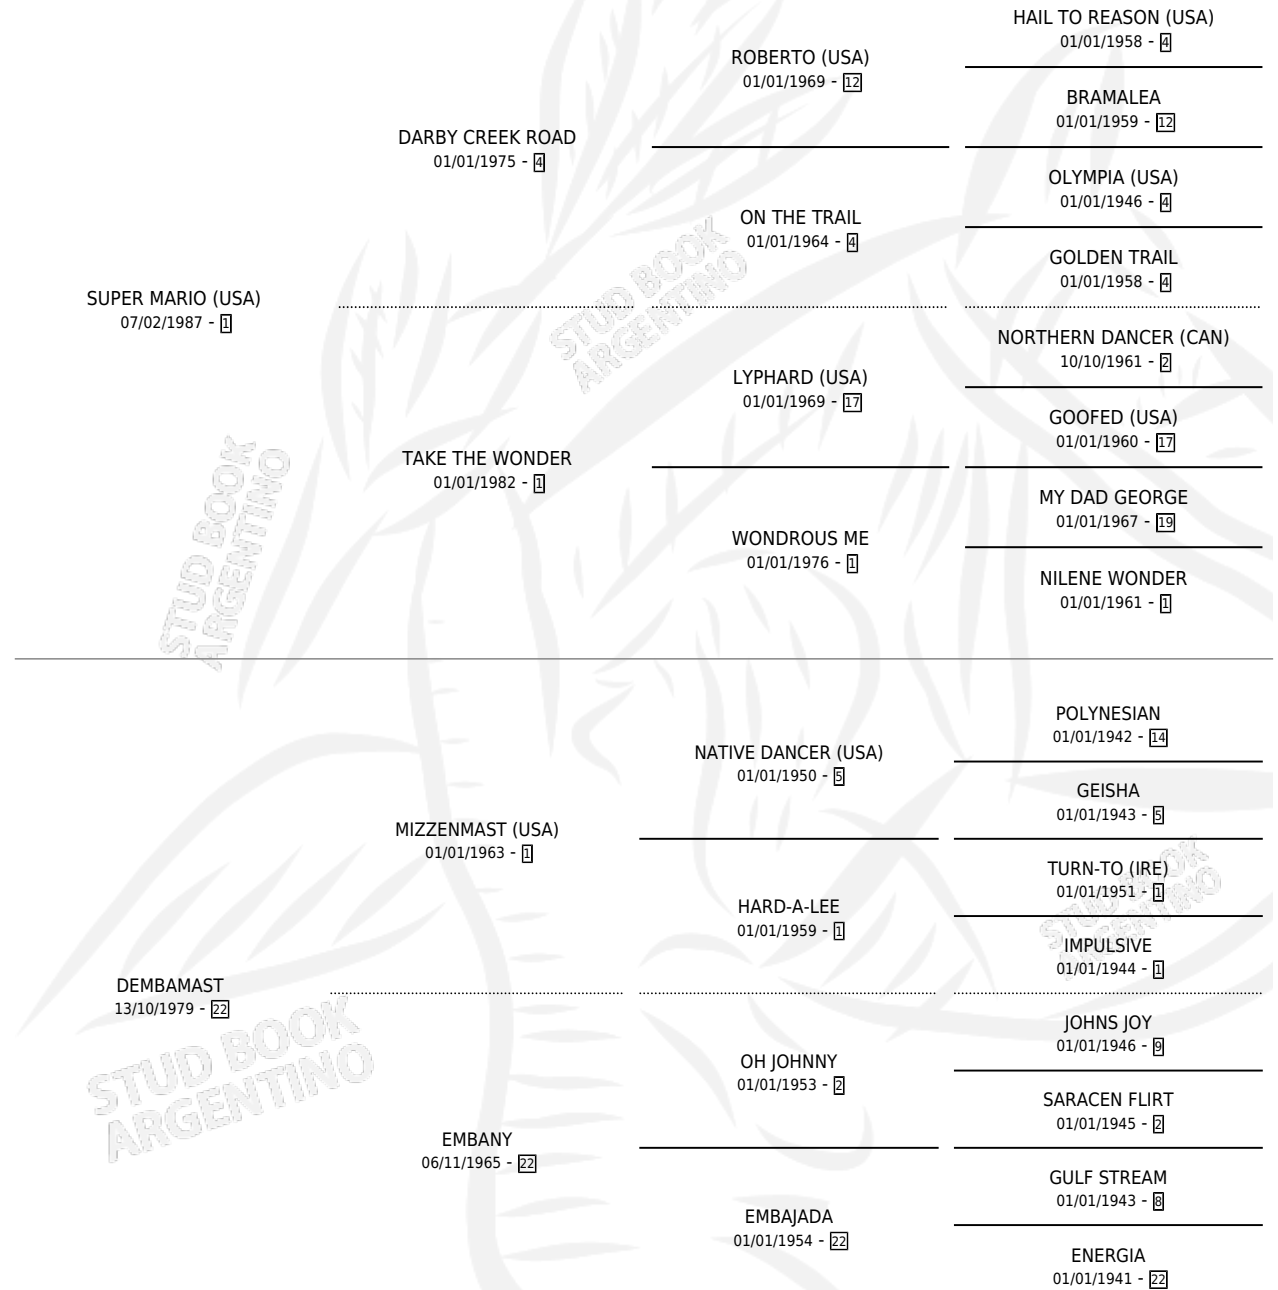 HAIL TO REASON (USA)
01/01/1958 - 4
ROBERTO (USA)
01/01/1969 - 12
BRAMALEA
01/01/1959 - 12
DARBY CREEK ROAD
01/01/1975 - 4
OLYMPIA (USA)
01/01/1946 - 4
ON THE TRAIL
01/01/1964 - 4
GOLDEN TRAIL
01/01/1958 - 4
SUPER MARIO (USA)
07/02/1987 - 1
NORTHERN DANCER (CAN)
10/10/1961 - 2
LYPHARD (USA)
01/01/1969 - 17
GOOFED (USA)
01/01/1960 - 17
TAKE THE WONDER
01/01/1982 - 1
MY DAD GEORGE
01/01/1967 - 19
WONDROUS ME
01/01/1976 - 1
NILENE WONDER
01/01/1961 - 1
POLYNESIAN
01/01/1942 - 14
NATIVE DANCER (USA)
01/01/1950 - 5
GEISHA
01/01/1943 - 5
MIZZENMAST (USA)
01/01/1963 - 1
TURN-TO (IRE)
01/01/1951 - 1
HARD-A-LEE
01/01/1959 - 1
IMPULSIVE
01/01/1944 - 1
DEMBAMAST
13/10/1979 - 22
JOHNS JOY
01/01/1946 - 9
OH JOHNNY
01/01/1953 - 2
SARACEN FLIRT
01/01/1945 - 2
EMBANY
06/11/1965 - 22
GULF STREAM
01/01/1943 - 8
EMBAJADA
01/01/1954 - 22
ENERGIA
01/01/1941 - 22
STUD BOOK
ARGENTINO
STUD BOOK
ARGENTINO
STUD BOOK
ARGENTINO
STUD BOOK
ARGENTINO